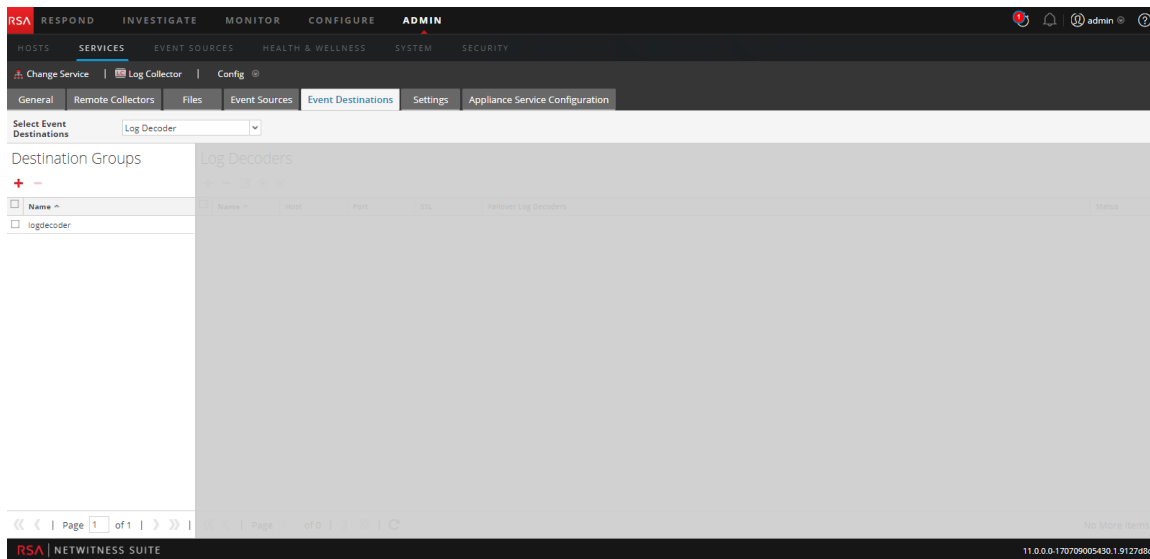 RSA RESPOND INVESTIGATE MONITOR CONFIGURE ADMIN 1 admin
HOSTS SERVICES EVENT SOURCES HEALTH & WELLNESS SYSTEM SECURITY
Change Service | Log Collector | Config
General Remote Collectors Files Event Sources Event Destinations Settings Appliance Service Configuration
Select Event
Destinations
Log Decoder
Destination Groups
Log Decoders
Name
Name Host Port SSL Failover Log Decoders Status
logdecoder
Page 1 of 1
Page of 0
No More Items
RSA NETWITNESS SUITE 11.0.0.0-170709005430.1.9127d8